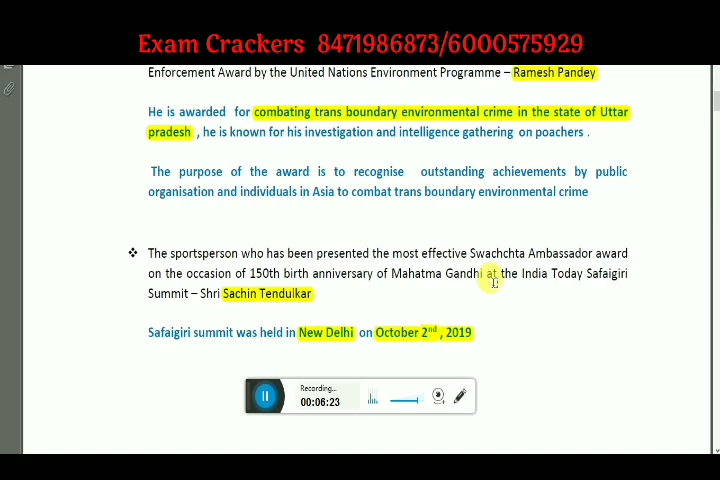 Exam Crackers 8471986873/6000575929
Enforcement Award by the United Nations Environment Programme – Ramesh Pandey
He is awarded for combating trans boundary environmental crime in the state of Uttar
pradesh , he is known for his investigation and intelligence gathering on poachers .
The purpose of the award is to recognise outstanding achievements by public
organisation and individuals in Asia to combat trans boundary environmental crime
❖ The sportsperson who has been presented the most effective Swachchta Ambassador award
on the occasion of 150th birth anniversary of Mahatma Gandhi at the India Today Safaigiri
Summit – Shri Sachin Tendulkar
Safaigiri summit was held in New Delhi on October 2nd , 2019
Recording...
00:06:23